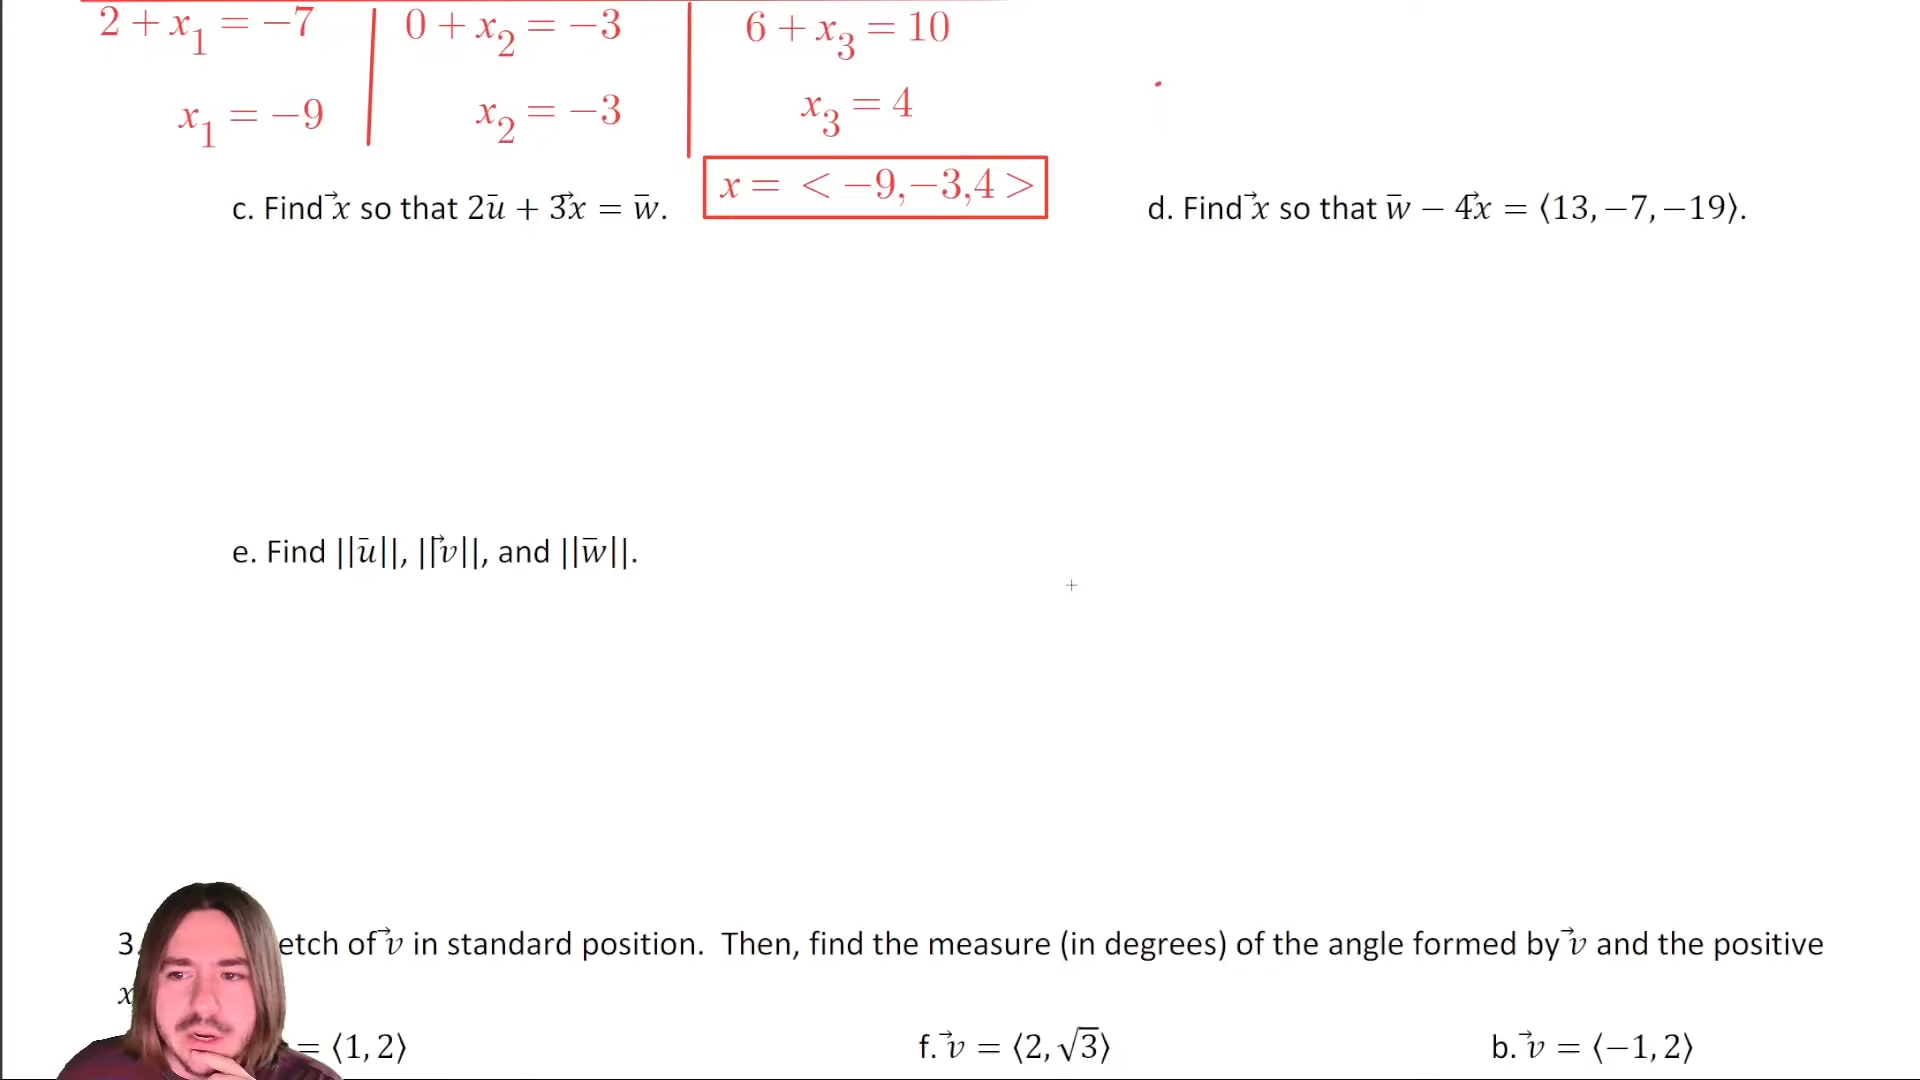 2 + x₁ = −7 0 + x₂ = −3 6 + x₃ = 10
x₁ = −9 x₂ = −3 x₃ = 4
x = < −9,−3,4 >
c. Find x⃗ so that 2ū + 3x⃗ = w̄.
d. Find x⃗ so that w̄ − 4x⃗ = ⟨13, −7, −19⟩.
e. Find ||ū||, ||v⃗||, and ||w̄||.
3. etch of v⃗ in standard position. Then, find the measure (in degrees) of the angle formed by v⃗ and the positive
x
= ⟨1, 2⟩ f. v⃗ = ⟨2, √3⟩ b. v⃗ = ⟨−1, 2⟩